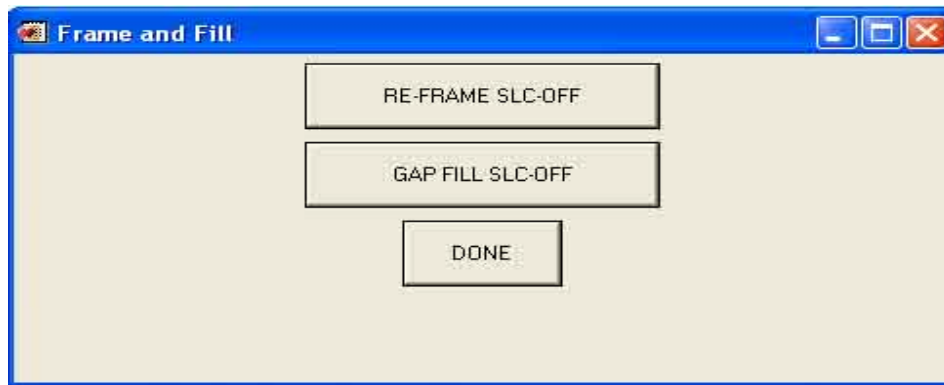 Frame and Fill
RE-FRAME SLC-OFF
GAP FILL SLC-OFF
DONE